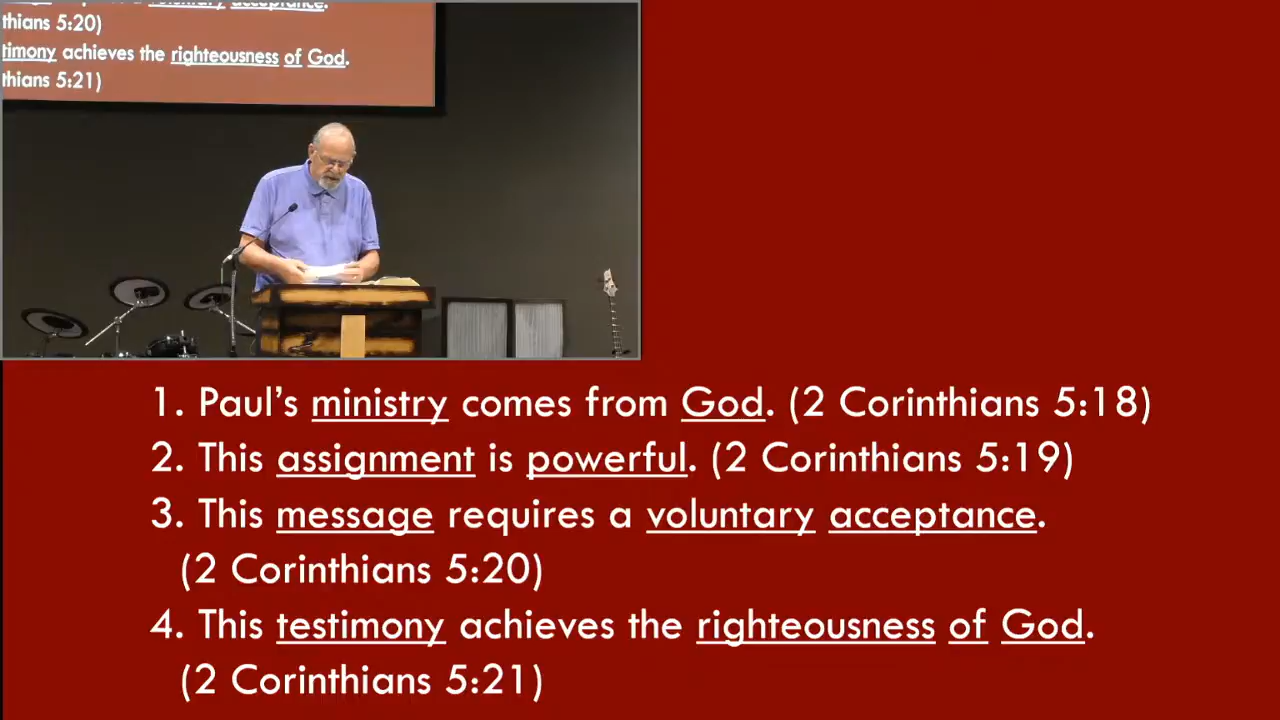 voluntary acceptance.
thians 5:20)
timony achieves the righteousness of God.
thians 5:21)
1. Paul’s ministry comes from God. (2 Corinthians 5:18)
2. This assignment is powerful. (2 Corinthians 5:19)
3. This message requires a voluntary acceptance.
(2 Corinthians 5:20)
4. This testimony achieves the righteousness of God.
(2 Corinthians 5:21)